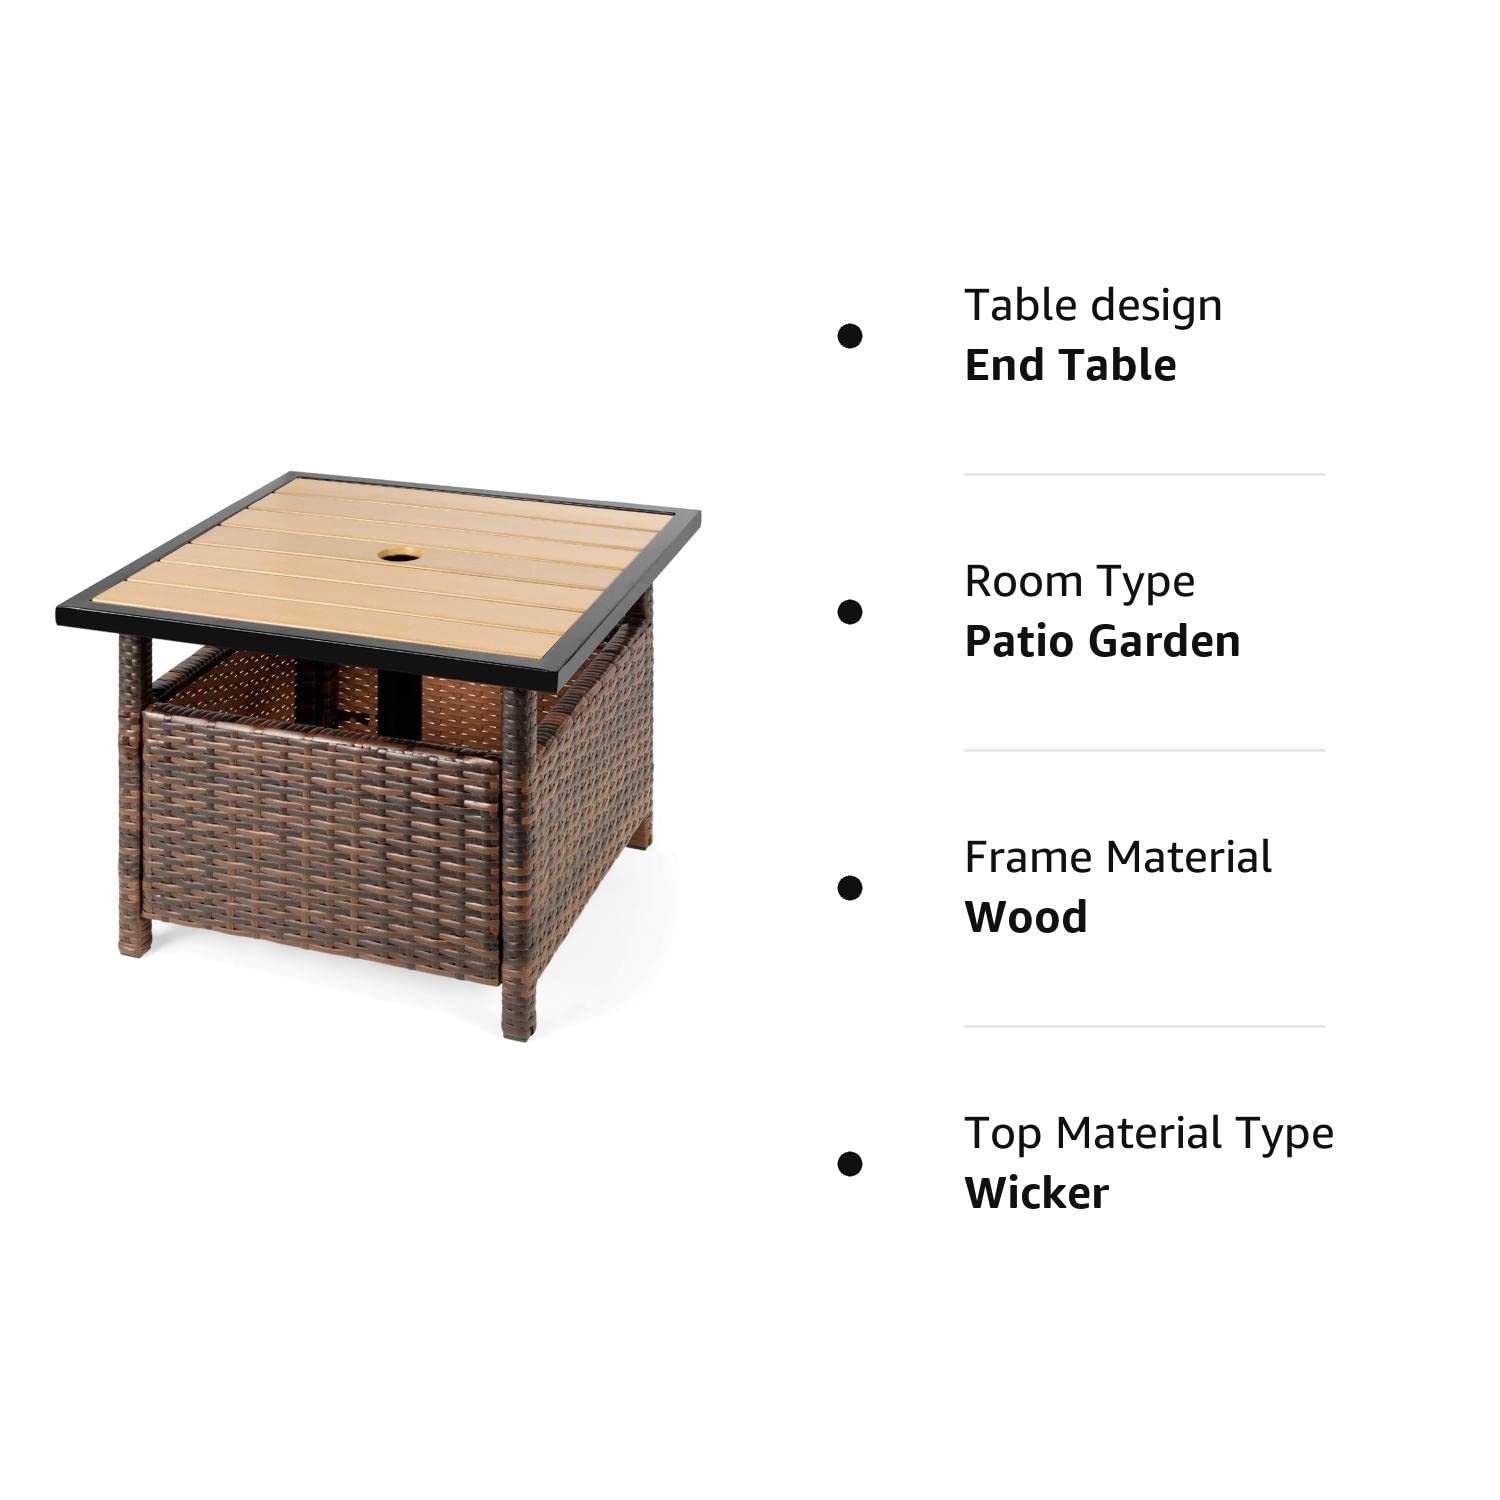 Table design
End Table
Room Type
Patio Garden
Frame Material
Wood
Top Material Type
Wicker